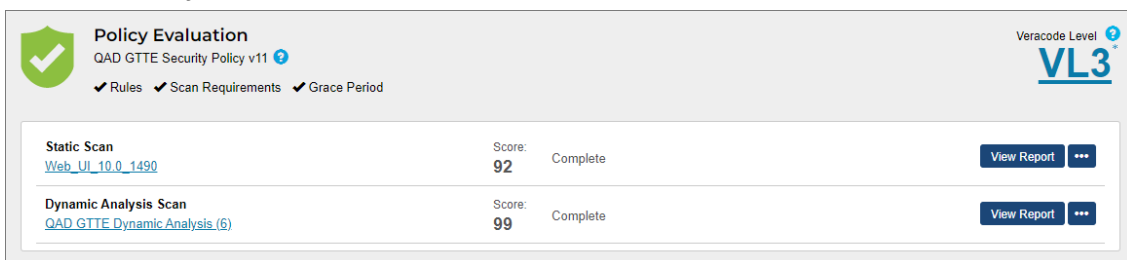 Policy Evaluation
QAD GTTE Security Policy v11 ?
✔ Rules ✔ Scan Requirements ✔ Grace Period
Veracode Level ?
VL3*
Static Scan
Web_UI_10.0_1490
Score:
92
Complete
View Report •••
Dynamic Analysis Scan
QAD GTTE Dynamic Analysis (6)
Score:
99
Complete
View Report •••